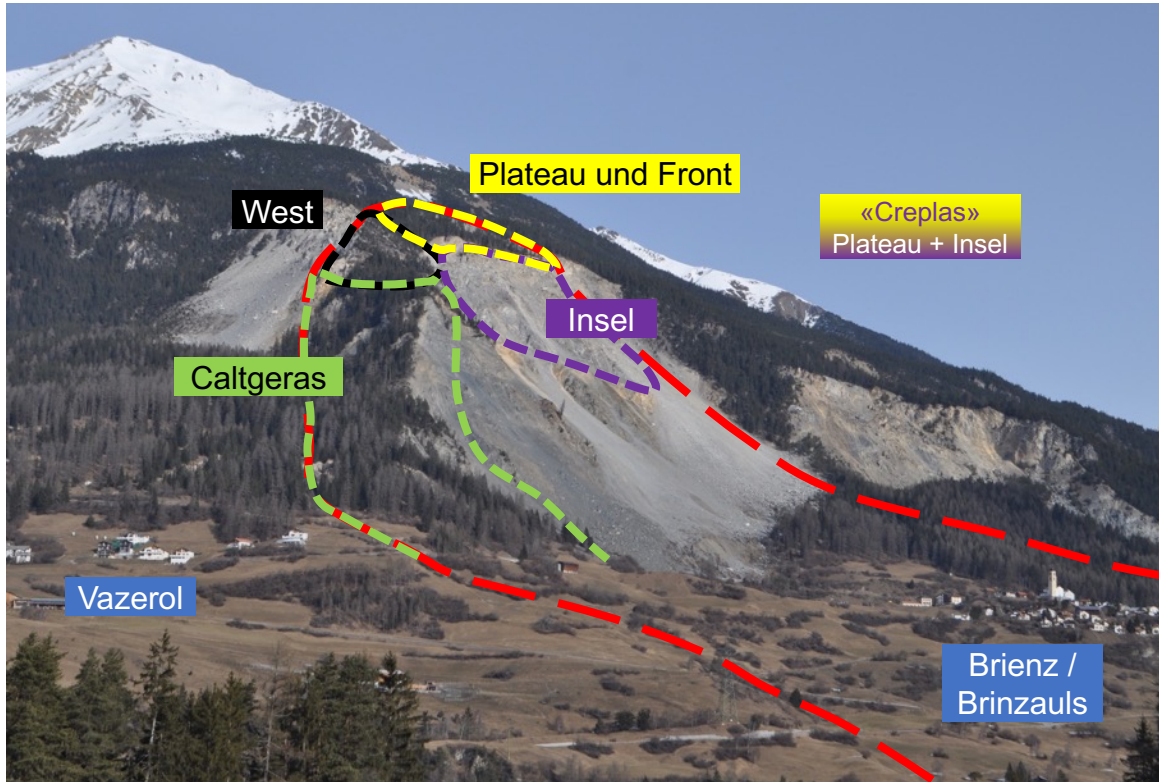 Plateau und Front
West
«Creplas»
Plateau + Insel
Insel
Caltgeras
Vazerol
Brienz /
Brinzauls